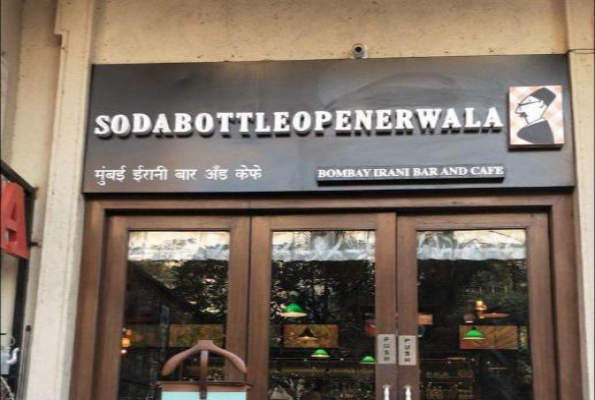 SODABOTTLEOPENERWALA
मुंबई ईरानी बार अँड केफे
BOMBAY IRANI BAR AND CAFE
A
PUSH
PUSH